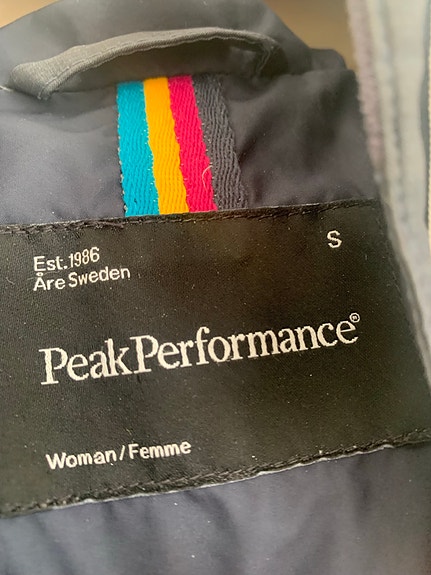 Est.1986
Åre Sweden
S
PeakPerformance®
Woman/Femme